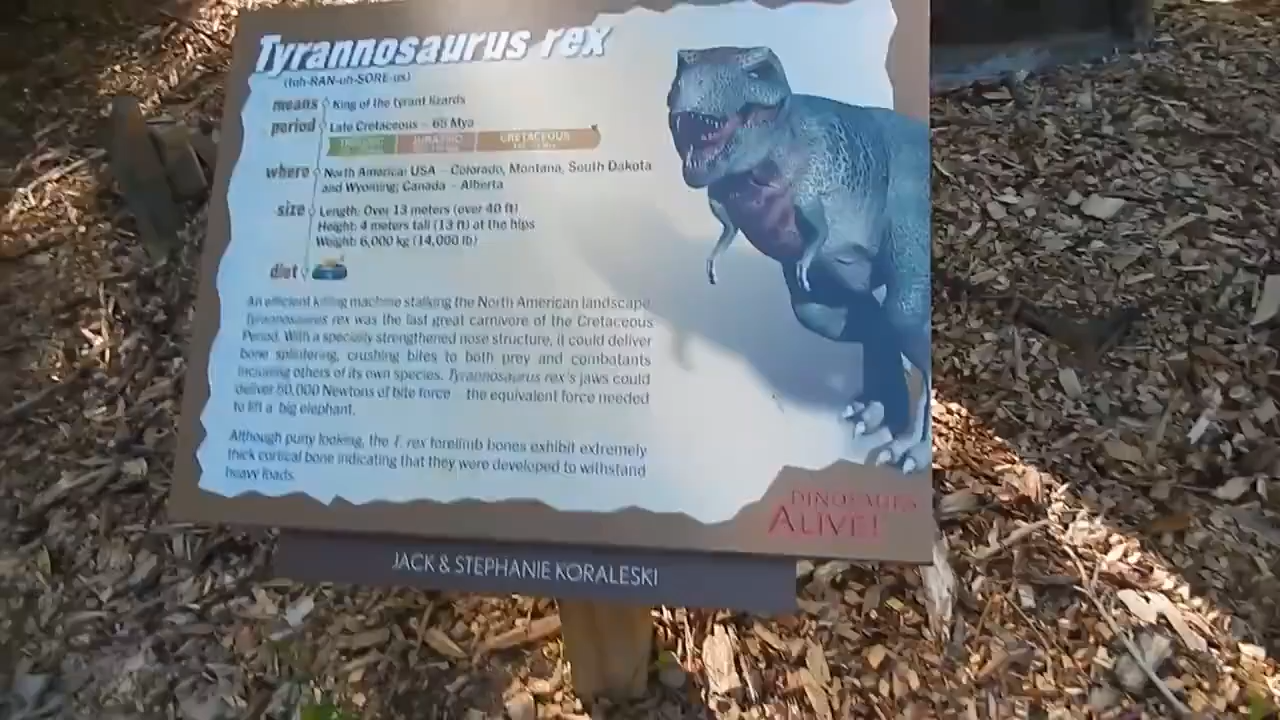 Tyrannosaurus rex
(tuh-RAN-uh-SORE-us)
means King of the tyrant lizards
period Late Cretaceous - 65 Mya
TRIASSIC JURASSIC CRETACEOUS
where North America: USA - Colorado, Montana, South Dakota
and Wyoming; Canada - Alberta
size Length: Over 13 meters (over 40 ft)
Height: 4 meters tall (13 ft) at the hips
Weight: 6,000 kg (14,000 lb)
diet
An efficient killing machine stalking the North American landscape,
Tyrannosaurus rex was the last great carnivore of the Cretaceous
Period. With a specially strengthened nose structure, it could deliver
bone splintering, crushing bites to both prey and combatants
including others of its own species. Tyrannosaurus rex's jaws could
deliver 50,000 Newtons of bite force - the equivalent force needed
to lift a big elephant.
Although puny looking, the T. rex forelimb bones exhibit extremely
thick cortical bone indicating that they were developed to withstand
heavy loads.
DINOSAURS
ALIVE!
JACK & STEPHANIE KORALESKI